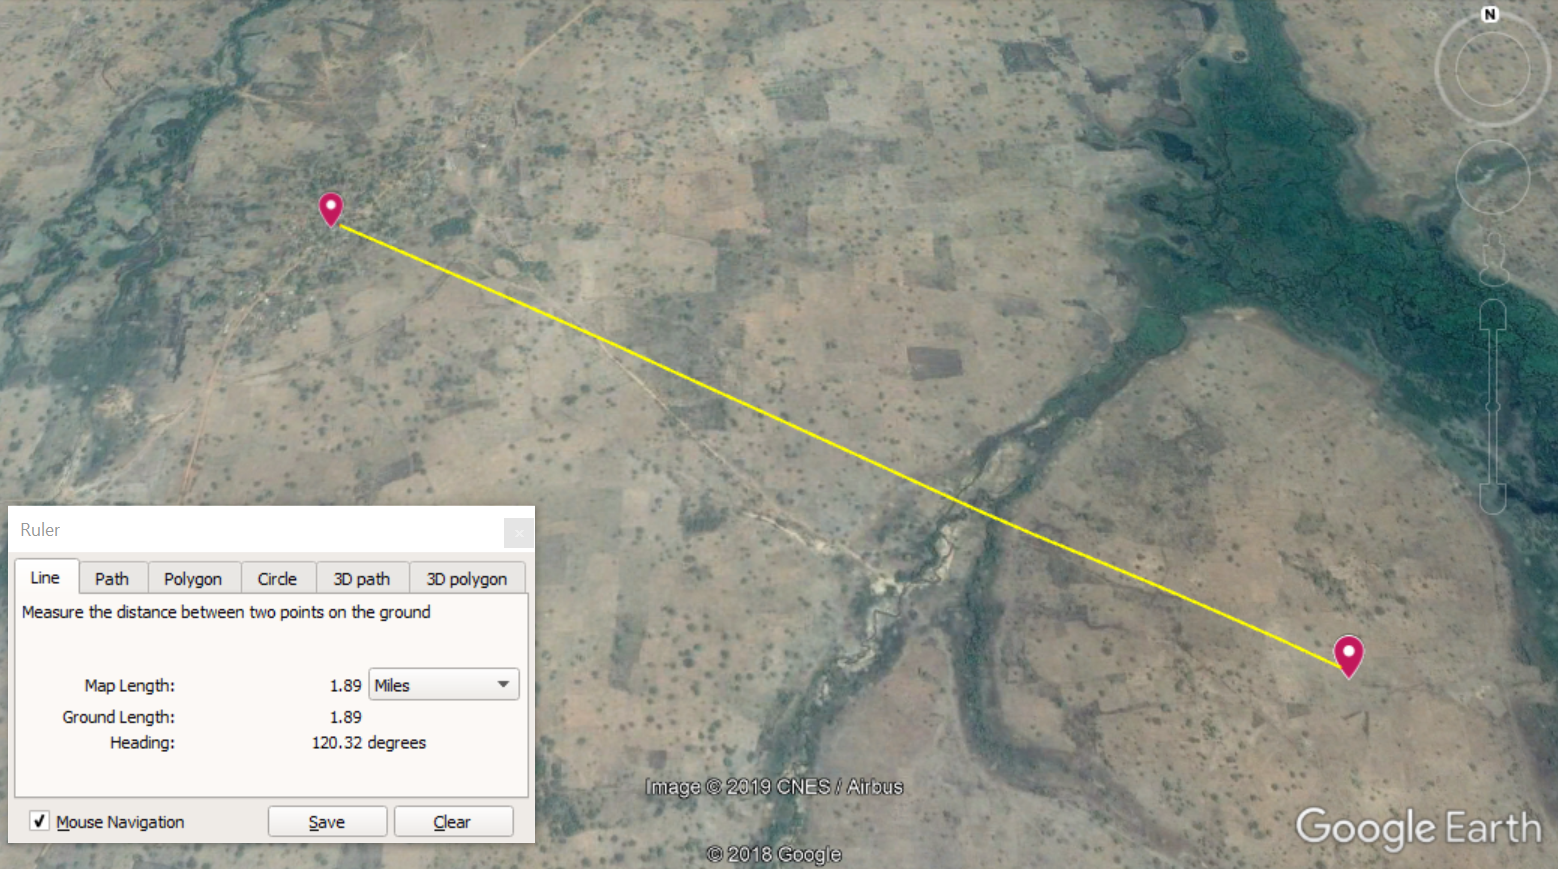 N
Ruler
Line Path Polygon Circle 3D path 3D polygon
Measure the distance between two points on the ground
Map Length: 1.89 Miles
Ground Length: 1.89
Heading: 120.32 degrees
Mouse Navigation Save Clear
Image © 2019 CNES / Airbus
© 2018 Google
Google Earth